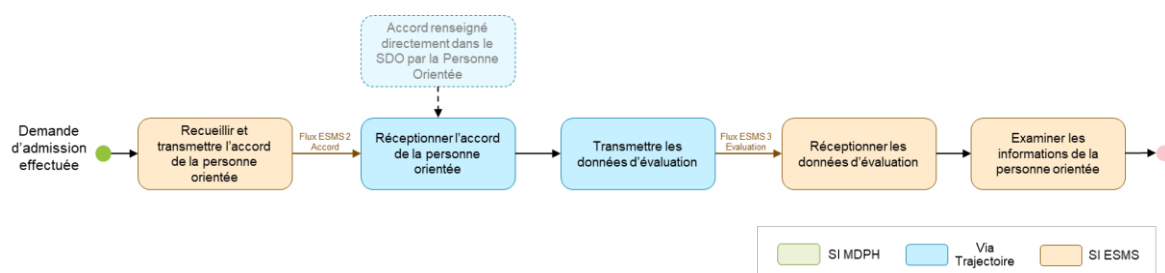 Accord renseigné
directement dans le
SDO par la Personne
Orientée
Demande
d'admission
effectuée
Recueillir et
transmettre l'accord
de la personne
orientée
Flux ESMS 2
Accord
Réceptionner l'accord
de la personne
orientée
Transmettre les
données d'évaluation
Flux ESMS 3
Evaluation
Réceptionner les
données d'évaluation
Examiner les
informations de la
personne orientée
SI MDPH
Via
Trajectoire
SI ESMS